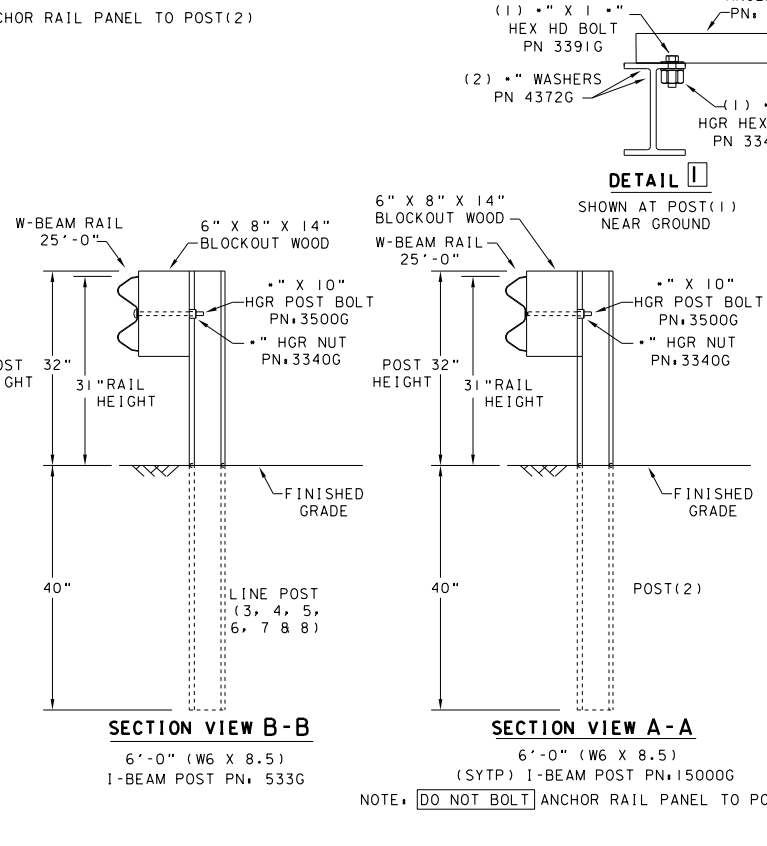 CHOR RAIL PANEL TO POST(2)
(1) *" X 1 *"
HEX HD BOLT
PN 3391G
(2) *" WASHERS
PN 4372G
PN:
(1) *
HGR HEX
PN 334
DETAIL 1
SHOWN AT POST(1)
NEAR GROUND
W-BEAM RAIL
25'-0"
6" X 8" X 14"
BLOCKOUT WOOD
*" X 10"
HGR POST BOLT
PN:3500G
*" HGR NUT
PN:3340G
OST 32"
GHT
31"RAIL
HEIGHT
FINISHED
GRADE
40"
LINE POST
(3, 4, 5,
6, 7 & 8)
SECTION VIEW B-B
6'-0" (W6 X 8.5)
I-BEAM POST PN: 533G
6" X 8" X 14"
BLOCKOUT WOOD
W-BEAM RAIL
25'-0"
*" X 10"
HGR POST BOLT
PN:3500G
*" HGR NUT
PN:3340G
POST 32"
HEIGHT
31"RAIL
HEIGHT
FINISHED
GRADE
40"
POST(2)
SECTION VIEW A-A
6'-0" (W6 X 8.5)
(SYTP) I-BEAM POST PN:15000G
NOTE: DO NOT BOLT ANCHOR RAIL PANEL TO PO